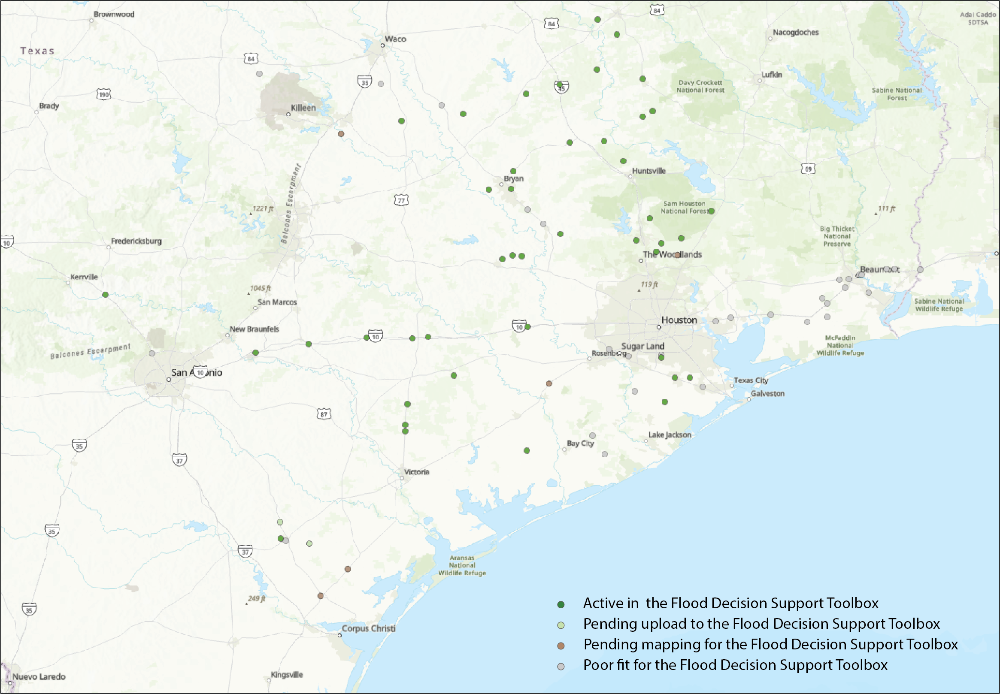 Brownwood
84
84
Adai Caddo
SDTSA
Nacogdoches
Waco
Texas
84
35
Lufkin
Davy Crockett
National Forest
45
190
Sabine National
Forest
Brady
Killeen
69
Huntsville
Bryan
Balcones Escarpment
77
Sam Houston
National Forest
1221 ft
111 ft
Big Thicket
National
Preserve
10
Fredericksburg
The Woodlands
Beaumont
Kerrville
1045 ft
119 ft
San Marcos
Sabine National
Wildlife Refuge
Houston
10
New Braunfels
10
McFaddin
National
Wildlife Refuge
Balcones Escarpment
Sugar Land
Rosenberg
San Antonio
10
Texas City
Galveston
87
Lake Jackson
35
Bay City
37
Victoria
35
37
Aransas
National
Wildlife Refuge
249 ft
35
Corpus Christi
Kingsville
Nuevo Laredo
Active in the Flood Decision Support Toolbox
Pending upload to the Flood Decision Support Toolbox
Pending mapping for the Flood Decision Support Toolbox
Poor fit for the Flood Decision Support Toolbox